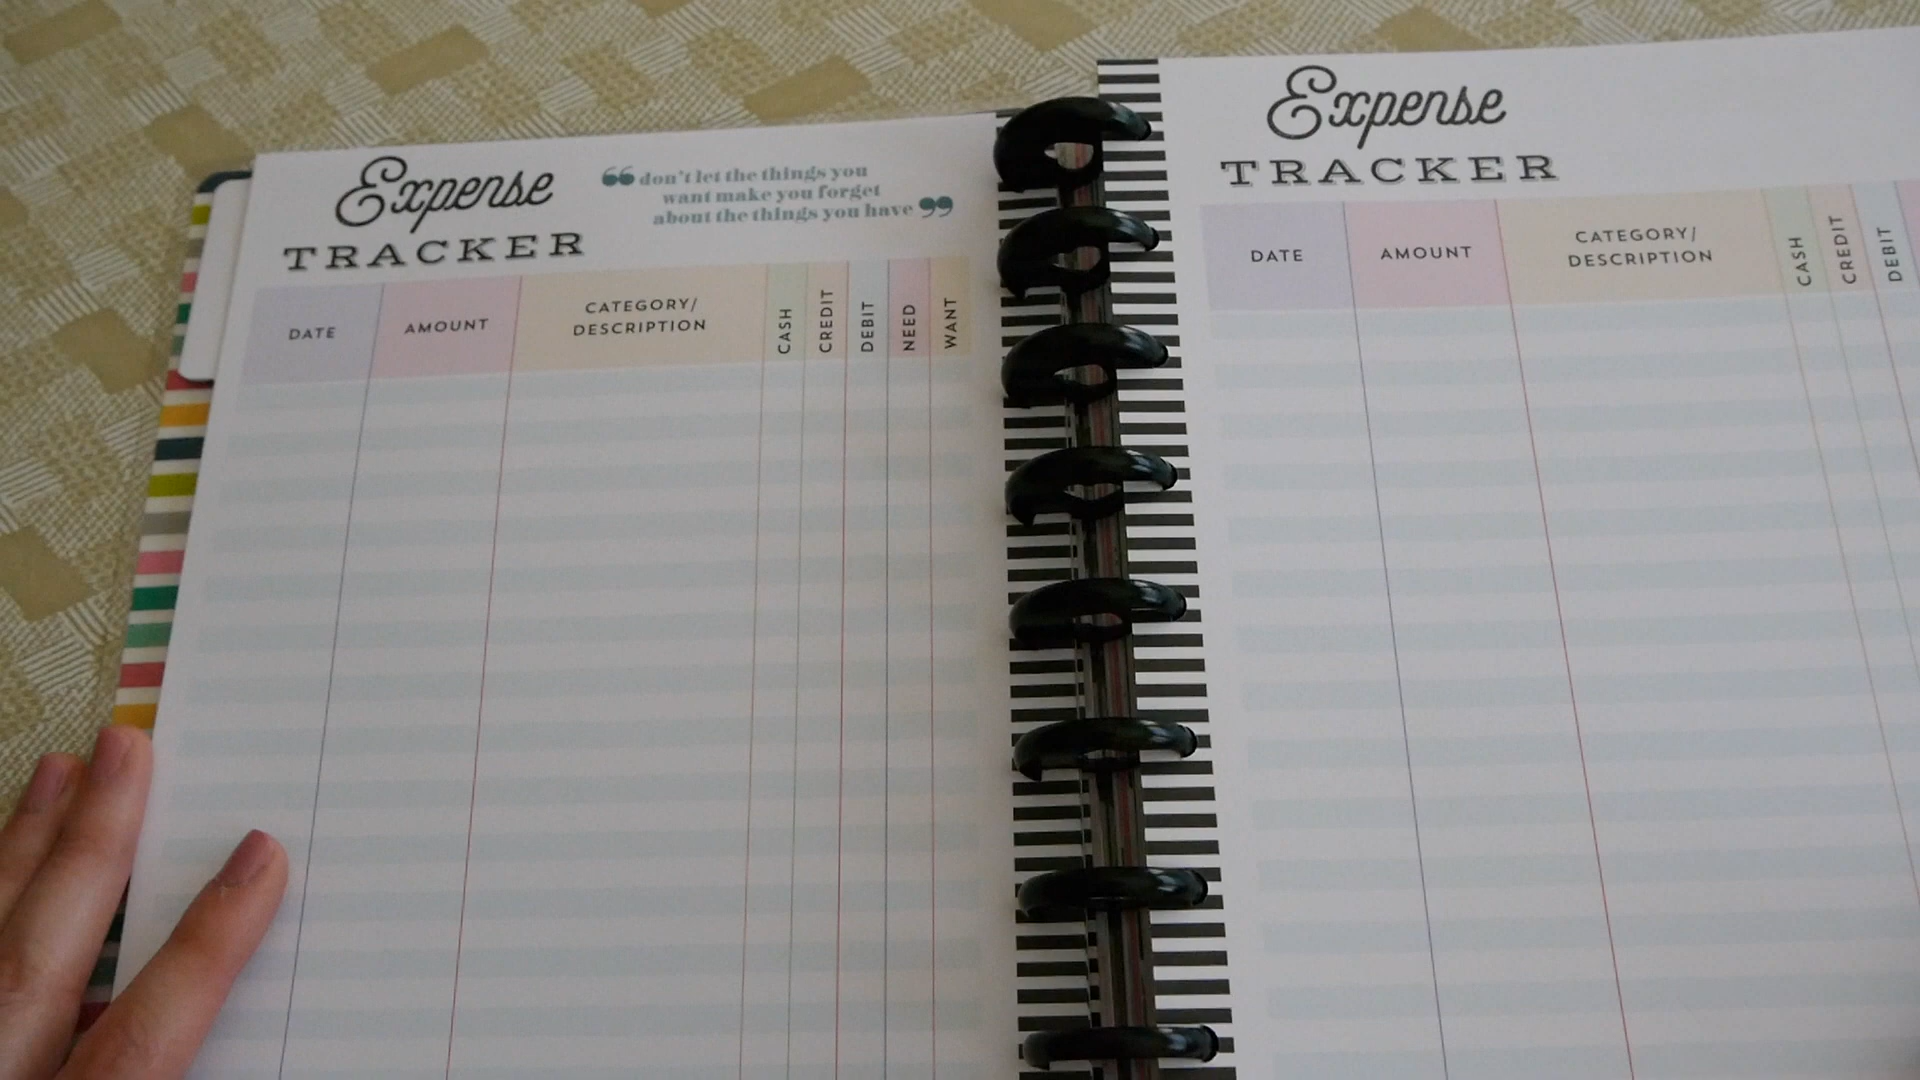 Expense
TRACKER
“don't let the things you
want make you forget
about the things you have”
DATE
AMOUNT
CATEGORY/
DESCRIPTION
CASH
CREDIT
DEBIT
NEED
WANT
Expense
TRACKER
DATE
AMOUNT
CATEGORY/
DESCRIPTION
CASH
CREDIT
DEBIT